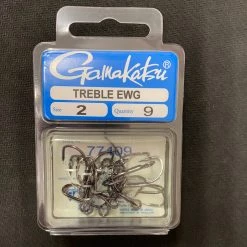 Gamakatsu®
TREBLE EWG
Size 2 Quantity 9
77409